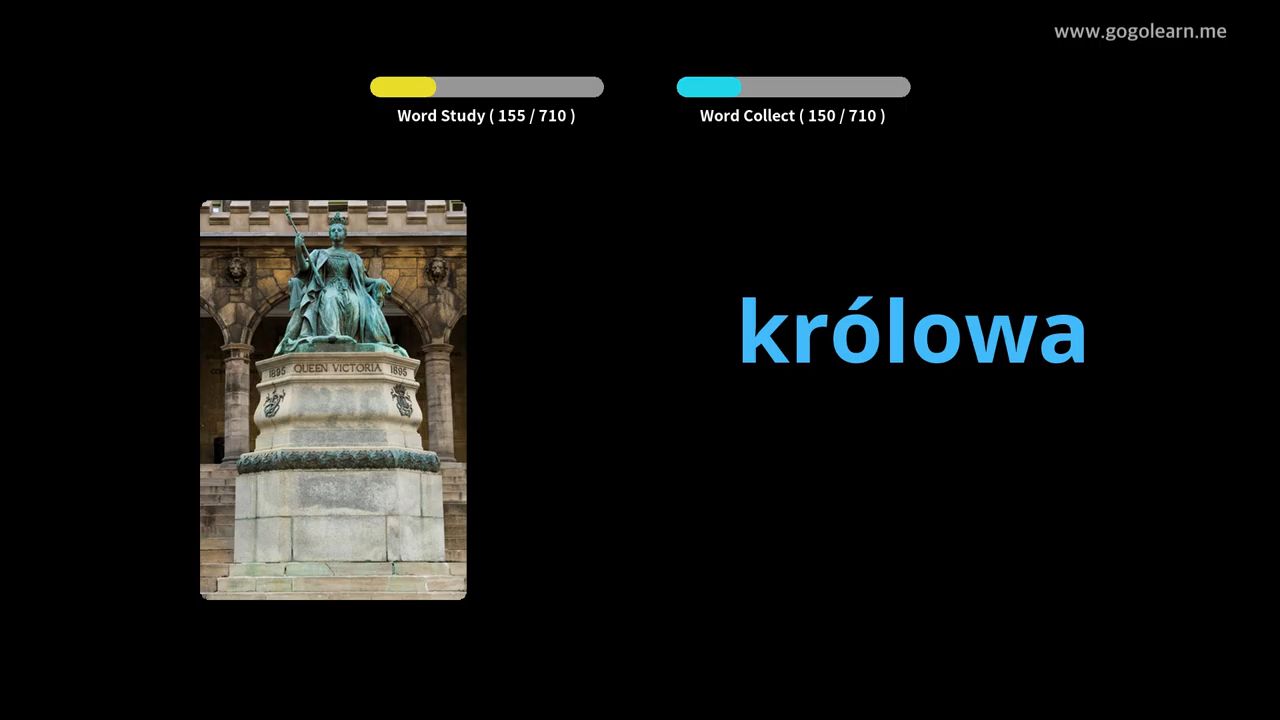 www.gogolearn.me
Word Study ( 155 / 710 )
Word Collect ( 150 / 710 )
królowa
1895 QUEEN VICTORIA 1895